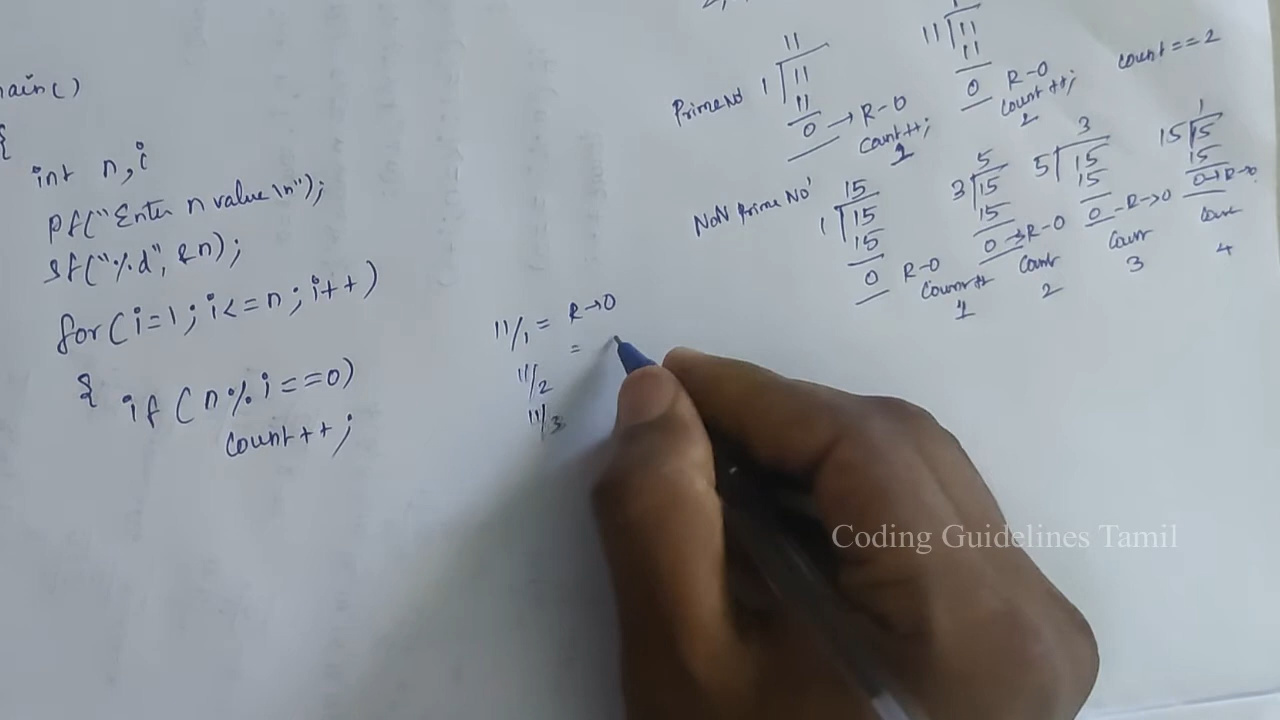 main()
{
int n,i
Pf("Enter n value \n");
Sf("%d", &n);
for(i=1; i<=n; i++)
{ if(n%i==0)
count++;
11/1 = R→0
=
11/2
11/3
Prime No
11
1 11
11
0 → R-0
count++;
1
1
11 11
11
0 R-0
count++;
2
count==2
Non Prime No'
15
1 15
15
0 R-0
count++
1
5
3 15
15
0 → R-0
count
2
3
5 15
15
0 - R→0
count
3
1
15 15
15
0→R→0
count
4
Coding Guidelines Tamil